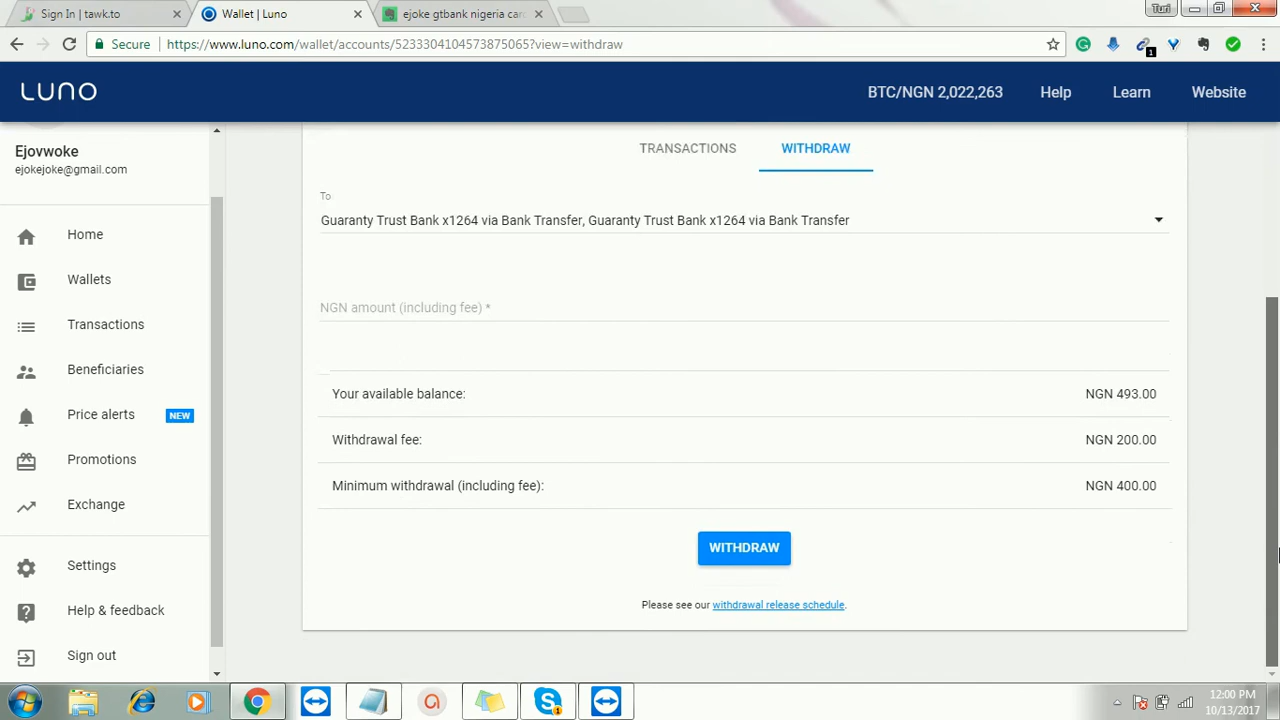 Sign In | tawk.to
Wallet | Luno
ejoke gtbank nigeria card
Turi
Secure
https://www.luno.com/wallet/accounts/5233304104573875065?view=withdraw
1
LUNO
BTC/NGN 2,022,263
Help
Learn
Website
Ejovwoke
ejokejoke@gmail.com
Home
Wallets
Transactions
Beneficiaries
Price alerts NEW
Promotions
Exchange
Settings
Help & feedback
Sign out
TRANSACTIONS
WITHDRAW
To
Guaranty Trust Bank x1264 via Bank Transfer, Guaranty Trust Bank x1264 via Bank Transfer
NGN amount (including fee) *
Your available balance: NGN 493.00
Withdrawal fee: NGN 200.00
Minimum withdrawal (including fee): NGN 400.00
WITHDRAW
Please see our withdrawal release schedule.
12:00 PM
10/13/2017